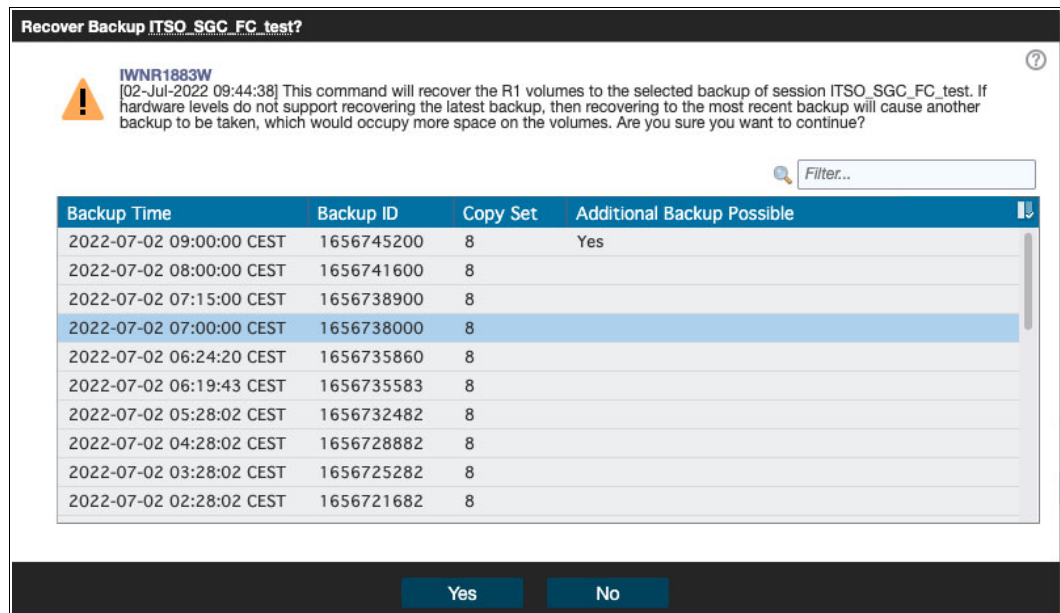 Recover Backup ITSO_SGC_FC_test?
IWNR1883W
[02-Jul-2022 09:44:38] This command will recover the R1 volumes to the selected backup of session ITSO_SGC_FC_test. If
hardware levels do not support recovering the latest backup, then recovering to the most recent backup will cause another
backup to be taken, which would occupy more space on the volumes. Are you sure you want to continue?
Filter...
Backup Time Backup ID Copy Set Additional Backup Possible
2022-07-02 09:00:00 CEST 1656745200 8 Yes
2022-07-02 08:00:00 CEST 1656741600 8
2022-07-02 07:15:00 CEST 1656738900 8
2022-07-02 07:00:00 CEST 1656738000 8
2022-07-02 06:24:20 CEST 1656735860 8
2022-07-02 06:19:43 CEST 1656735583 8
2022-07-02 05:28:02 CEST 1656732482 8
2022-07-02 04:28:02 CEST 1656728882 8
2022-07-02 03:28:02 CEST 1656725282 8
2022-07-02 02:28:02 CEST 1656721682 8
Yes No